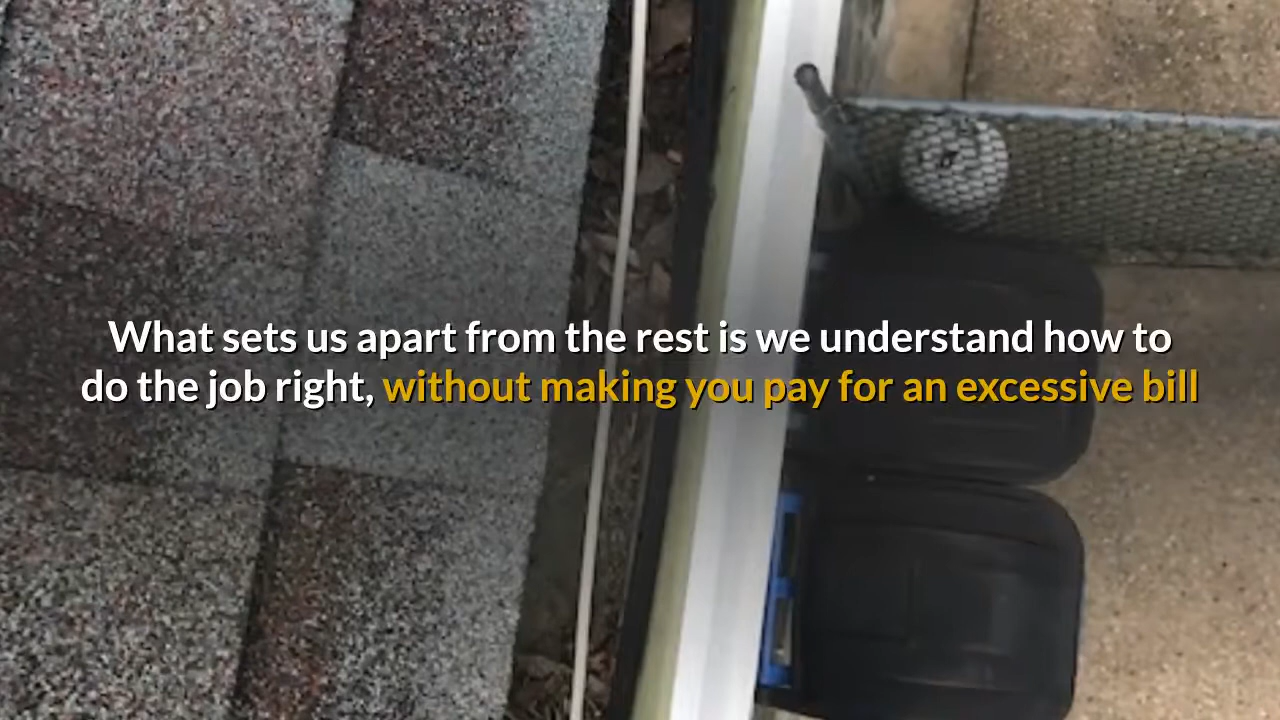 What sets us apart from the rest is we understand how to
do the job right, without making you pay for an excessive bill